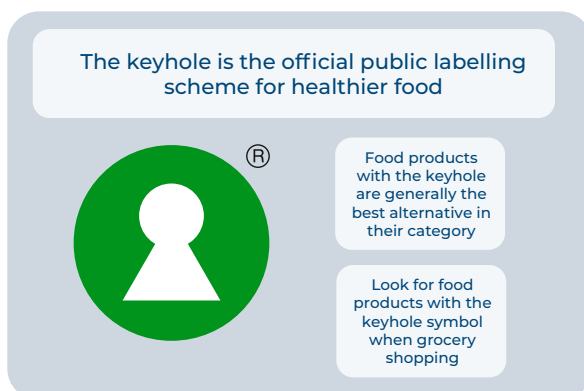 The keyhole is the official public labelling
scheme for healthier food
®
Food products
with the keyhole
are generally the
best alternative in
their category
Look for food
products with the
keyhole symbol
when grocery
shopping